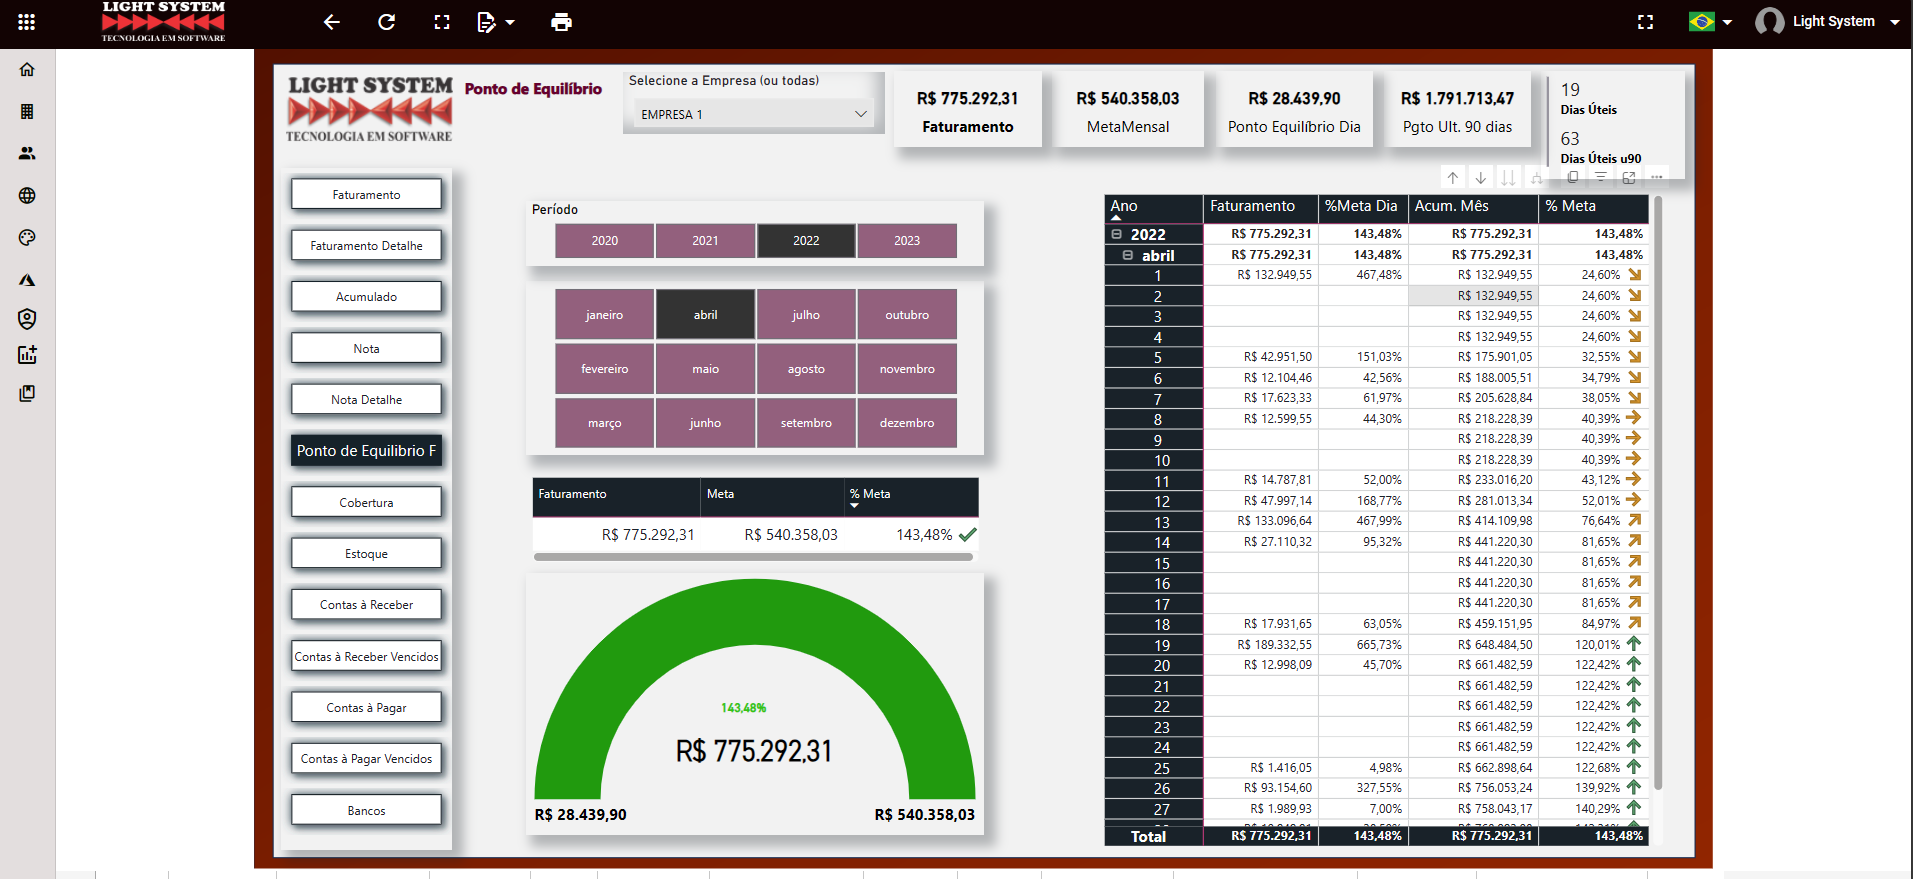 LIGHT SYSTEM
TECNOLOGIA EM SOFTWARE
Light System
LIGHT SYSTEM
TECNOLOGIA EM SOFTWARE
Ponto de Equilíbrio
Selecione a Empresa (ou todas)
EMPRESA 1
R$ 775.292,31
Faturamento
R$ 540.358,03
MetaMensal
R$ 28.439,90
Ponto Equilíbrio Dia
R$ 1.791.713,47
Pgto Ult. 90 dias
19
Dias Úteis
63
Dias Úteis u90
Faturamento
Faturamento Detalhe
Acumulado
Nota
Nota Detalhe
Ponto de Equilibrio F
Cobertura
Estoque
Contas à Receber
Contas à Receber Vencidos
Contas à Pagar
Contas à Pagar Vencidos
Bancos
Período
2020 2021 2022 2023
janeiro abril julho outubro
fevereiro maio agosto novembro
março junho setembro dezembro
Faturamento Meta % Meta
R$ 775.292,31 R$ 540.358,03 143,48%
143,48%
R$ 775.292,31
R$ 28.439,90 R$ 540.358,03
Ano Faturamento %Meta Dia Acum. Mês % Meta
2022 R$ 775.292,31 143,48% R$ 775.292,31 143,48%
abril R$ 775.292,31 143,48% R$ 775.292,31 143,48%
1 R$ 132.949,55 467,48% R$ 132.949,55 24,60%
2 R$ 132.949,55 24,60%
3 R$ 132.949,55 24,60%
4 R$ 132.949,55 24,60%
5 R$ 42.951,50 151,03% R$ 175.901,05 32,55%
6 R$ 12.104,46 42,56% R$ 188.005,51 34,79%
7 R$ 17.623,33 61,97% R$ 205.628,84 38,05%
8 R$ 12.599,55 44,30% R$ 218.228,39 40,39%
9 R$ 218.228,39 40,39%
10 R$ 218.228,39 40,39%
11 R$ 14.787,81 52,00% R$ 233.016,20 43,12%
12 R$ 47.997,14 168,77% R$ 281.013,34 52,01%
13 R$ 133.096,64 467,99% R$ 414.109,98 76,64%
14 R$ 27.110,32 95,32% R$ 441.220,30 81,65%
15 R$ 441.220,30 81,65%
16 R$ 441.220,30 81,65%
17 R$ 441.220,30 81,65%
18 R$ 17.931,65 63,05% R$ 459.151,95 84,97%
19 R$ 189.332,55 665,73% R$ 648.484,50 120,01%
20 R$ 12.998,09 45,70% R$ 661.482,59 122,42%
21 R$ 661.482,59 122,42%
22 R$ 661.482,59 122,42%
23 R$ 661.482,59 122,42%
24 R$ 661.482,59 122,42%
25 R$ 1.416,05 4,98% R$ 662.898,64 122,68%
26 R$ 93.154,60 327,55% R$ 756.053,24 139,92%
27 R$ 1.989,93 7,00% R$ 758.043,17 140,29%
Total R$ 775.292,31 143,48% R$ 775.292,31 143,48%